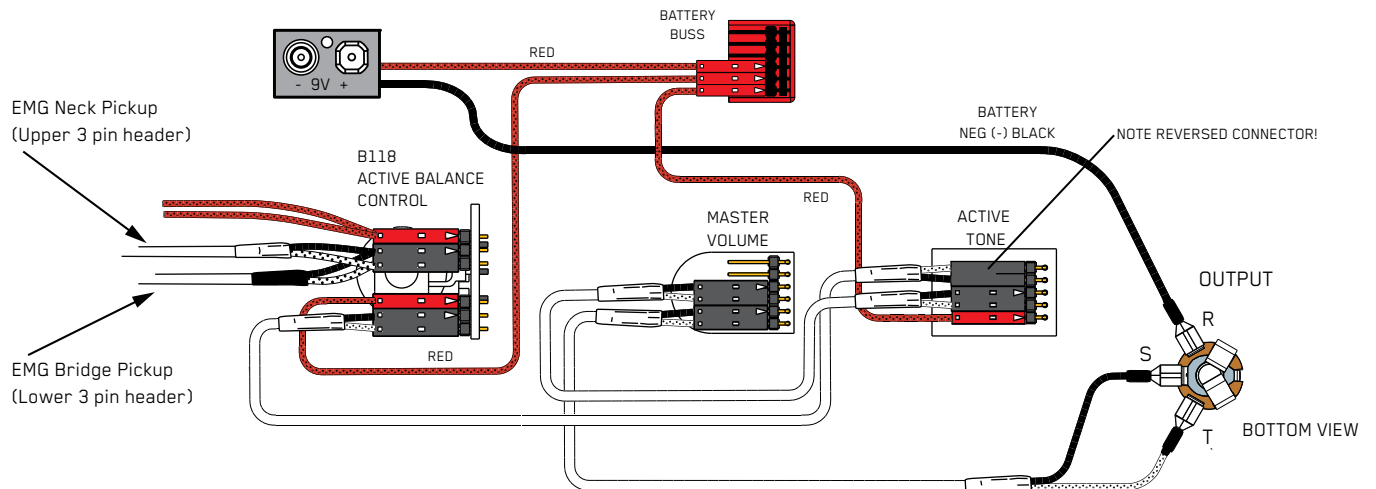 BATTERY
BUSS
RED
- 9V +
EMG Neck Pickup
(Upper 3 pin header)
BATTERY
NEG (-) BLACK
NOTE REVERSED CONNECTOR!
B118
ACTIVE BALANCE
CONTROL
RED
MASTER
VOLUME
ACTIVE
TONE
OUTPUT
R
S
RED
EMG Bridge Pickup
(Lower 3 pin header)
T
BOTTOM VIEW